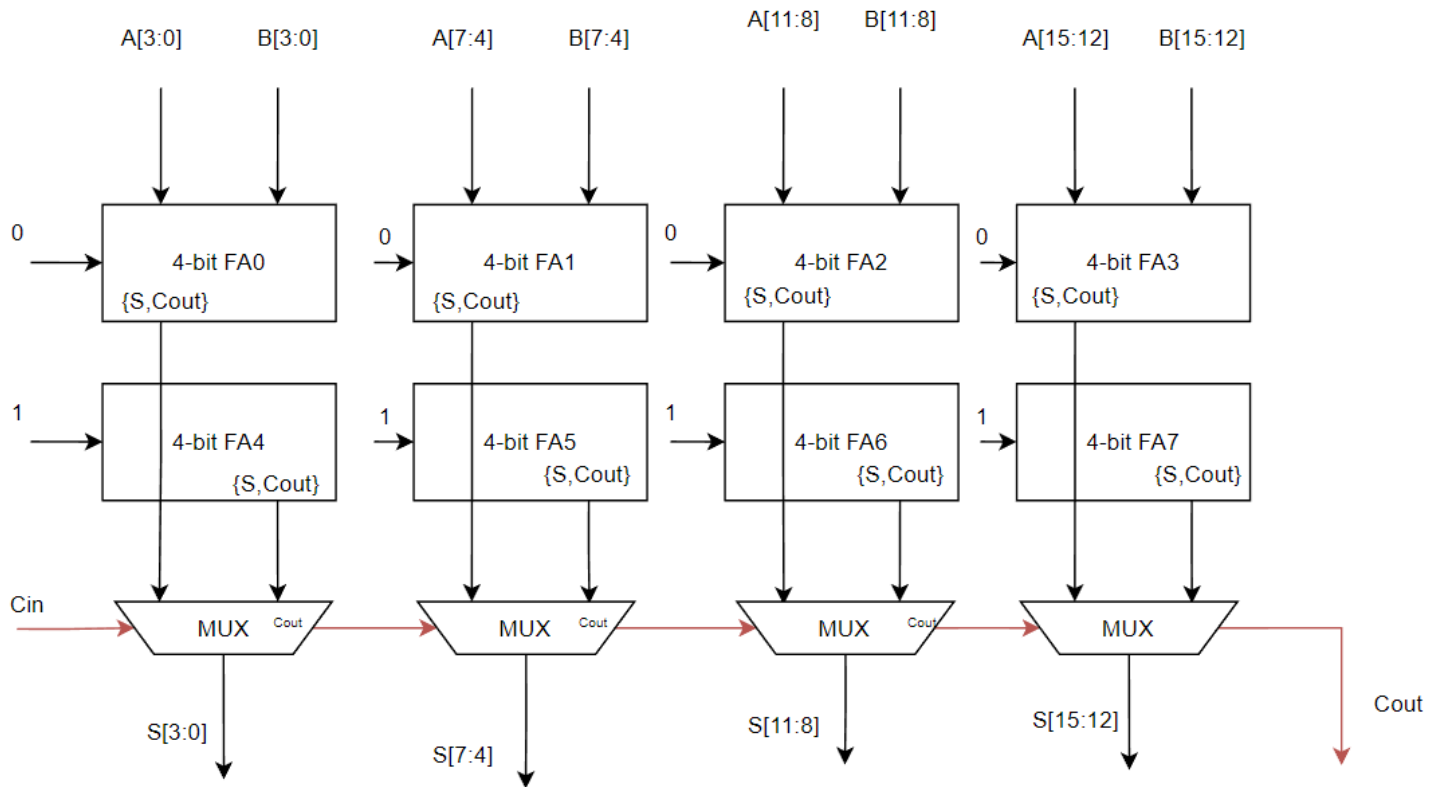 A[3:0]
B[3:0]
A[7:4]
B[7:4]
A[11:8]
B[11:8]
A[15:12]
B[15:12]
0
4-bit FA0
{S,Cout}
0
4-bit FA1
{S,Cout}
0
4-bit FA2
{S,Cout}
0
4-bit FA3
{S,Cout}
1
4-bit FA4
{S,Cout}
1
4-bit FA5
{S,Cout}
1
4-bit FA6
{S,Cout}
1
4-bit FA7
{S,Cout}
Cin
MUX
Cout
MUX
Cout
MUX
Cout
MUX
S[3:0]
S[7:4]
S[11:8]
S[15:12]
Cout